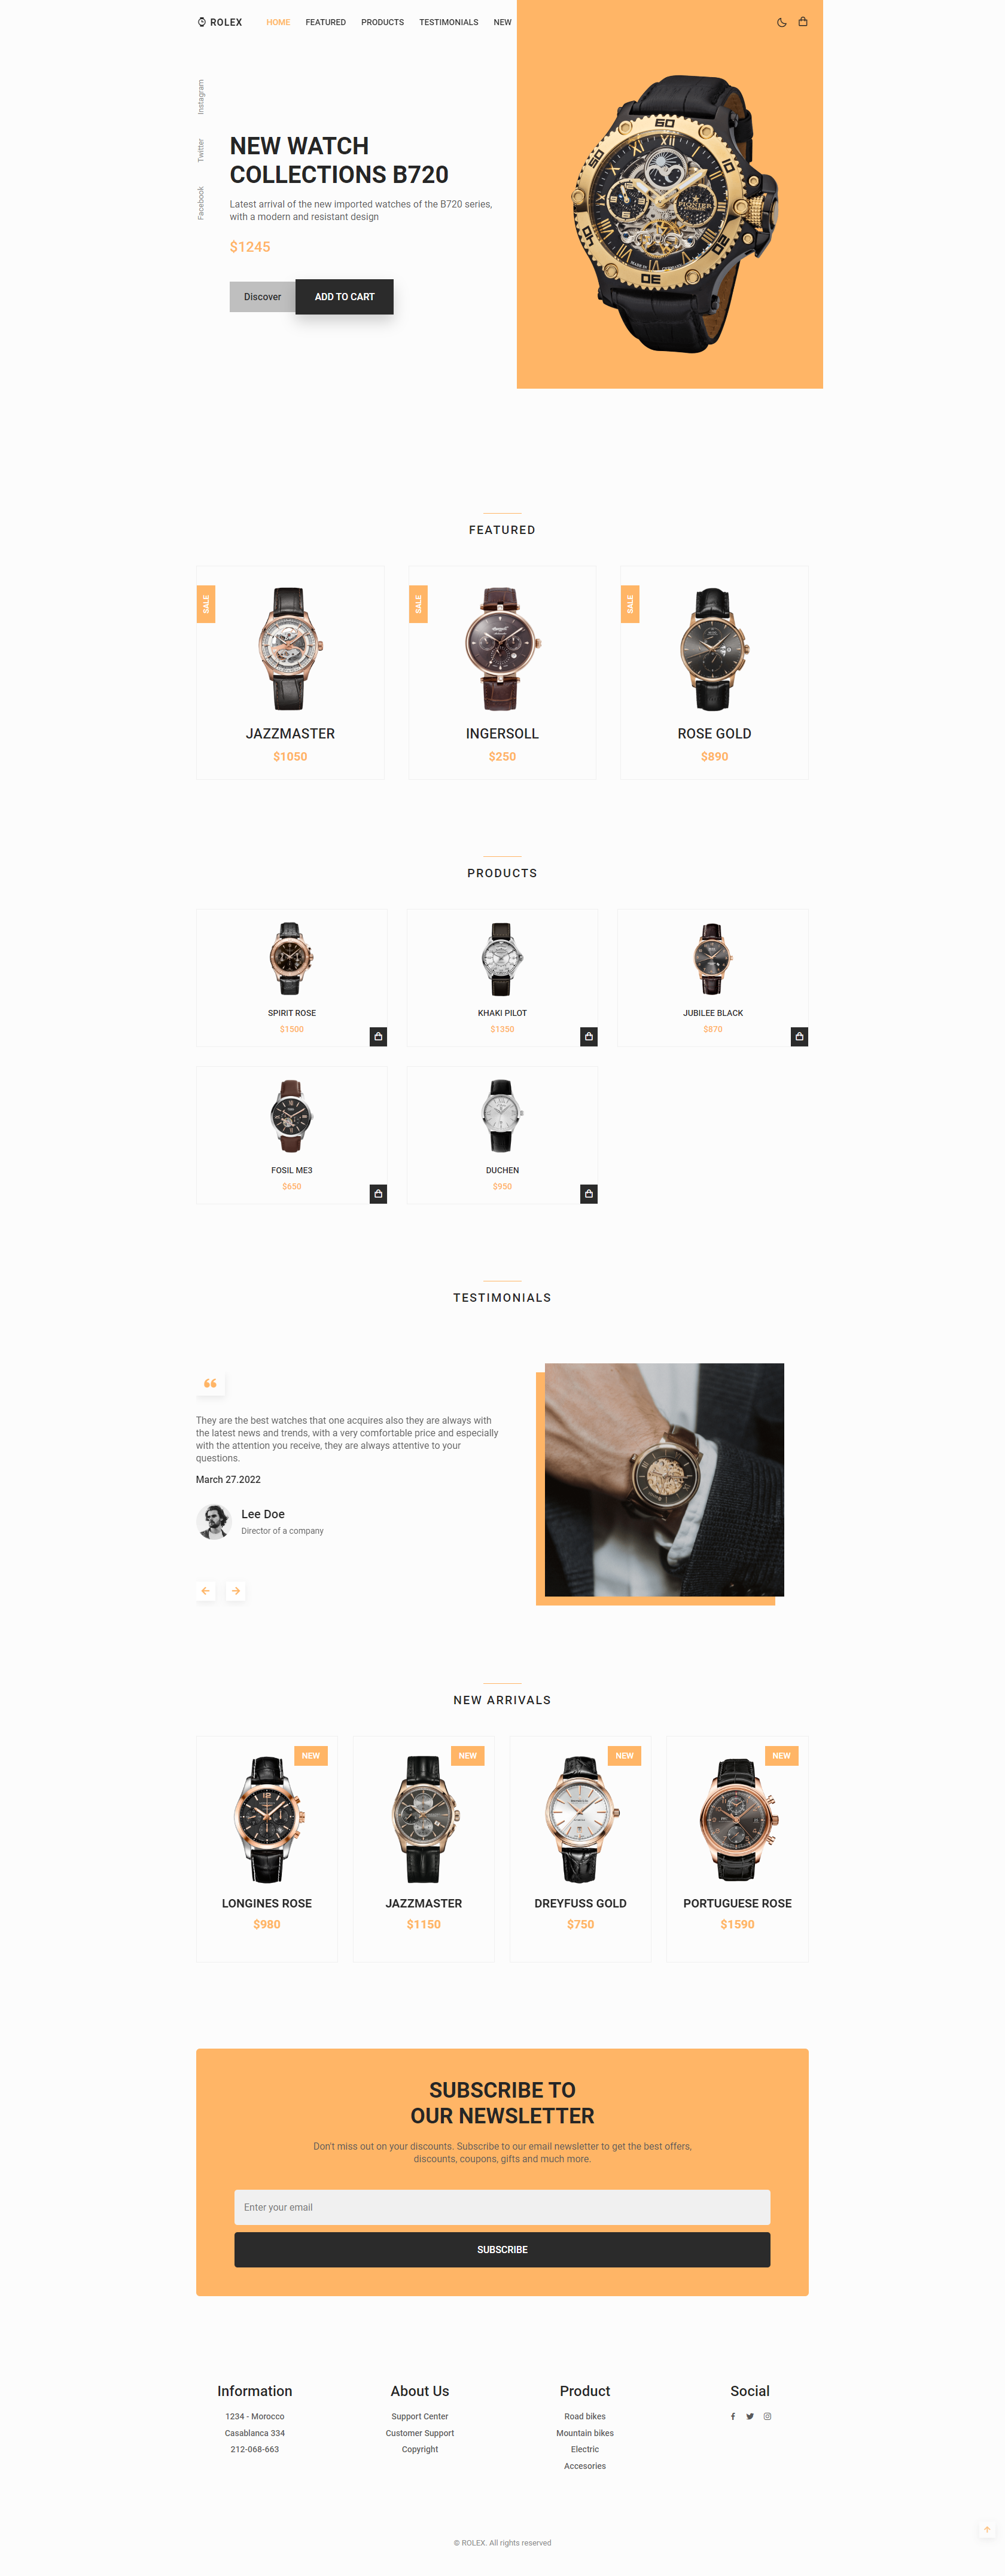 ROLEX HOME FEATURED PRODUCTS TESTIMONIALS NEW
Instagram
Twitter
Facebook
NEW WATCH
COLLECTIONS B720
Latest arrival of the new imported watches of the B720 series,
with a modern and resistant design
$1245
Discover ADD TO CART
FEATURED
SALE
JAZZMASTER
$1050
SALE
INGERSOLL
$250
SALE
ROSE GOLD
$890
PRODUCTS
SPIRIT ROSE
$1500
KHAKI PILOT
$1350
JUBILEE BLACK
$870
FOSIL ME3
$650
DUCHEN
$950
TESTIMONIALS
They are the best watches that one acquires also they are always with
the latest news and trends, with a very comfortable price and especially
with the attention you receive, they are always attentive to your
questions.
March 27.2022
Lee Doe
Director of a company
NEW ARRIVALS
NEW
LONGINES ROSE
$980
NEW
JAZZMASTER
$1150
NEW
DREYFUSS GOLD
$750
NEW
PORTUGUESE ROSE
$1590
SUBSCRIBE TO
OUR NEWSLETTER
Don't miss out on your discounts. Subscribe to our email newsletter to get the best offers,
discounts, coupons, gifts and much more.
Enter your email
SUBSCRIBE
Information
1234 - Morocco
Casablanca 334
212-068-663
About Us
Support Center
Customer Support
Copyright
Product
Road bikes
Mountain bikes
Electric
Accesories
Social
© ROLEX. All rights reserved